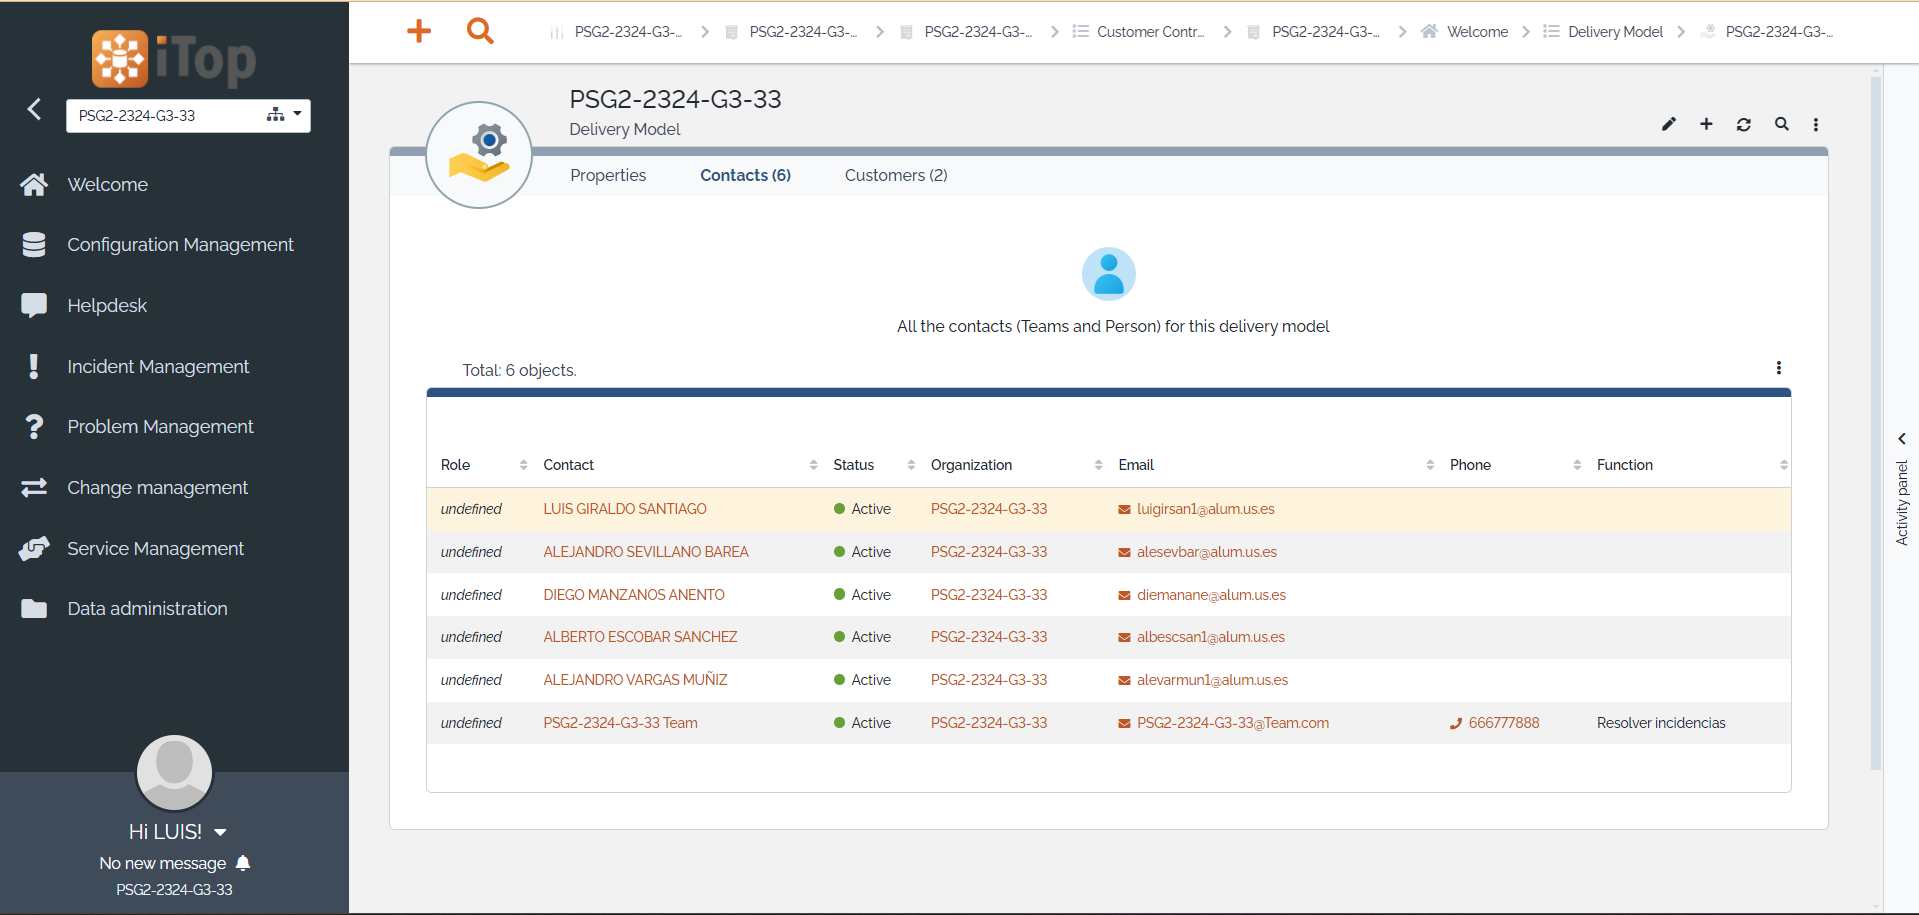 iTop
PSG2-2324-G3-33
Welcome
Configuration Management
Helpdesk
Incident Management
Problem Management
Change management
Service Management
Data administration
Hi LUIS!
No new message
PSG2-2324-G3-33
PSG2-2324-G3-... PSG2-2324-G3-... PSG2-2324-G3-... Customer Contr... PSG2-2324-G3-... Welcome Delivery Model PSG2-2324-G3-...
PSG2-2324-G3-33
Delivery Model
Properties Contacts (6) Customers (2)
All the contacts (Teams and Person) for this delivery model
Total: 6 objects.
Role Contact Status Organization Email Phone Function
undefined LUIS GIRALDO SANTIAGO Active PSG2-2324-G3-33 luigirsan1@alum.us.es
undefined ALEJANDRO SEVILLANO BAREA Active PSG2-2324-G3-33 alesevbar@alum.us.es
undefined DIEGO MANZANOS ANENTO Active PSG2-2324-G3-33 diemanane@alum.us.es
undefined ALBERTO ESCOBAR SANCHEZ Active PSG2-2324-G3-33 albescsan1@alum.us.es
undefined ALEJANDRO VARGAS MUÑIZ Active PSG2-2324-G3-33 alevarmun1@alum.us.es
undefined PSG2-2324-G3-33 Team Active PSG2-2324-G3-33 PSG2-2324-G3-33@Team.com 666777888 Resolver incidencias
Activity panel